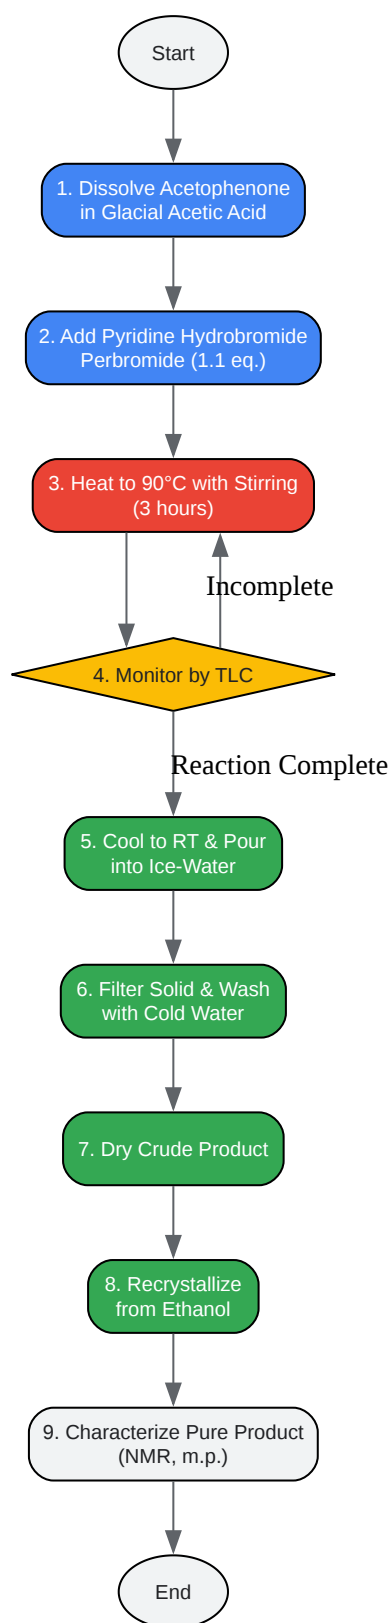 Start
1. Dissolve Acetophenone
in Glacial Acetic Acid
2. Add Pyridine Hydrobromide
Perbromide (1.1 eq.)
3. Heat to 90°C with Stirring
(3 hours)
Incomplete
4. Monitor by TLC
Reaction Complete
5. Cool to RT & Pour
into Ice-Water
6. Filter Solid & Wash
with Cold Water
7. Dry Crude Product
8. Recrystallize
from Ethanol
9. Characterize Pure Product
(NMR, m.p.)
End